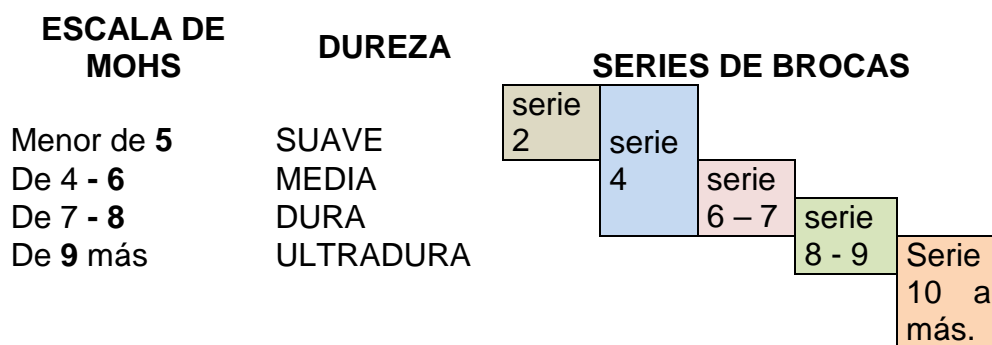 ESCALA DE
MOHS
DUREZA
SERIES DE BROCAS
serie
2
serie
4
serie
6 – 7
serie
8 - 9
Serie
10 a
más.
Menor de 5 SUAVE
De 4 - 6 MEDIA
De 7 - 8 DURA
De 9 más ULTRADURA